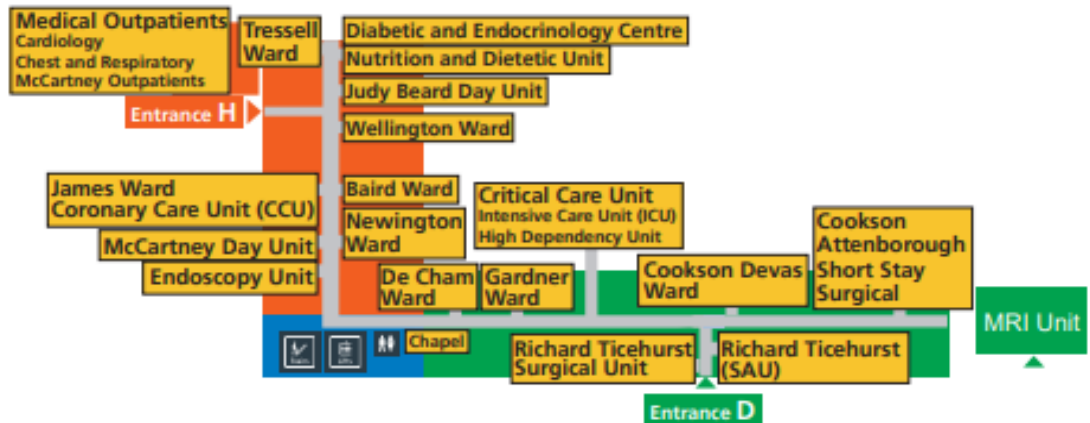 Medical Outpatients
Cardiology
Chest and Respiratory
McCartney Outpatients
Tressell
Ward
Diabetic and Endocrinology Centre
Nutrition and Dietetic Unit
Judy Beard Day Unit
Entrance H
Wellington Ward
James Ward
Coronary Care Unit (CCU)
Baird Ward
Newington
Ward
McCartney Day Unit
Endoscopy Unit
Critical Care Unit
Intensive Care Unit (ICU)
High Dependency Unit
De Cham
Ward
Gardner
Ward
Cookson Devas
Ward
Cookson
Attenborough
Short Stay
Surgical
MRI Unit
Chapel
Richard Ticehurst
Surgical Unit
Richard Ticehurst
(SAU)
Entrance D